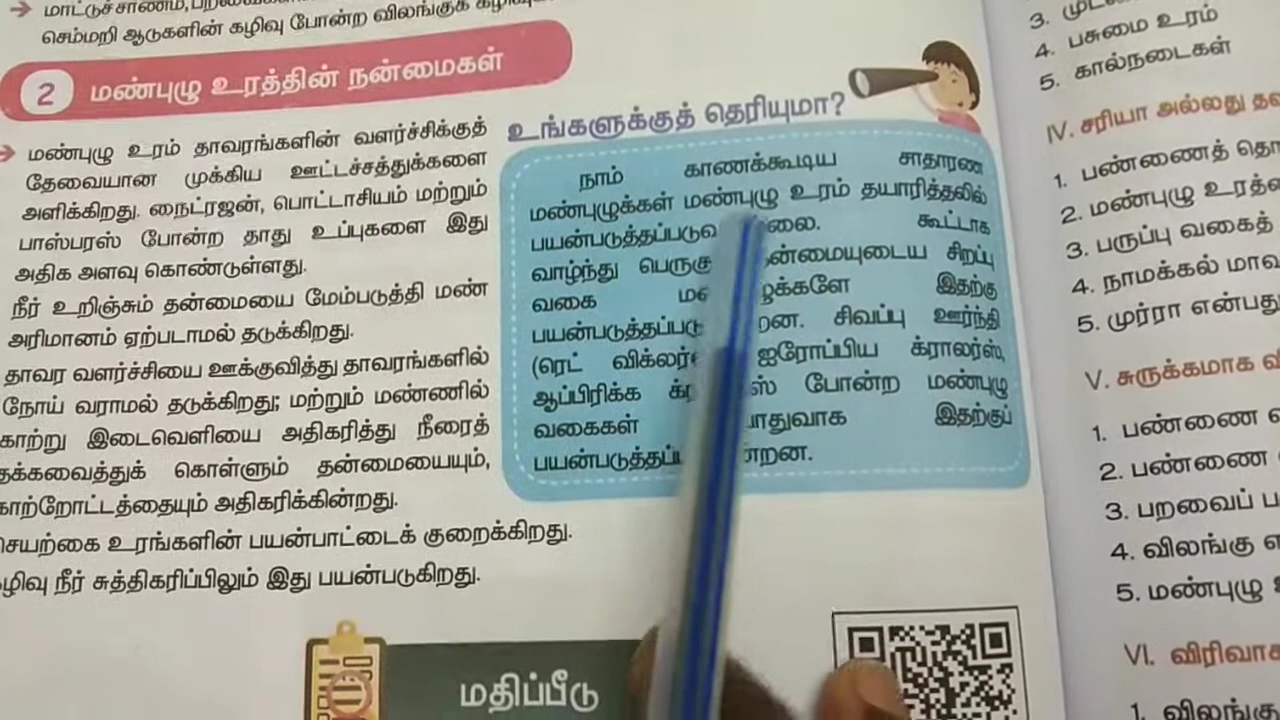 மாட்டுச்சாணம்,
செம்மறி ஆடுகளின் கழிவு போன்ற விலங்குக்
2 மண்புழு உரத்தின் நன்மைகள்
மண்புழு உரம் தாவரங்களின் வளர்ச்சிக்குத்
தேவையான முக்கிய ஊட்டச்சத்துக்களை
அளிக்கிறது. நைட்ரஜன், பொட்டாசியம் மற்றும்
பாஸ்பரஸ் போன்ற தாது உப்புகளை இது
அதிக அளவு கொண்டுள்ளது.
நீர் உறிஞ்சும் தன்மையை மேம்படுத்தி மண்
அரிமானம் ஏற்படாமல் தடுக்கிறது.
தாவர வளர்ச்சியை ஊக்குவித்து தாவரங்களில்
நோய் வராமல் தடுக்கிறது; மற்றும் மண்ணில்
காற்று இடைவெளியை அதிகரித்து நீரைத்
தக்கவைத்துக் கொள்ளும் தன்மையையும்,
காற்றோட்டத்தையும் அதிகரிக்கின்றது.
செயற்கை உரங்களின் பயன்பாட்டைக் குறைக்கிறது.
நீர் சுத்திகரிப்பிலும் இது பயன்படுகிறது.
உங்களுக்குத் தெரியுமா?
நாம் காணக்கூடிய சாதாரண
மண்புழுக்கள் மண்புழு உரம் தயாரித்தலில்
கூட்டாக
வாழ்ந்து சிறப்பு
வகை இதற்கு
சிவப்பு ஊர்ந்தி
(ரெட் ஐரோப்பிய க்ராலர்ஸ்,
ஆப்பிரிக்க போன்ற மண்புழு
வகைகள் இதற்குப்
மதிப்பீடு
3.
4. பசுமை உரம்
5. கால்நடைகள்
IV. சரியா அல்லது
1. பண்ணைத்
2. மண்புழு
3. பருப்பு வகைத்
4. நாமக்கல்
5. முர்ரா என்பது
V. சுருக்கமாக
1. பண்ணை
2. பண்ணை
3. பறவைப்
4. விலங்கு
5. மண்புழு
VI.
1.